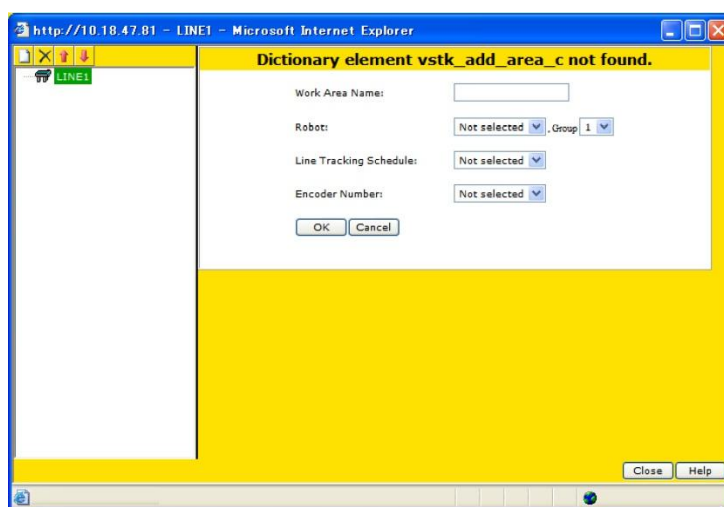 http://10.18.47.81 - LINE1 - Microsoft Internet Explorer
LINE1
Dictionary element vstk_add_area_c not found.
Work Area Name:
Robot: Not selected , Group 1
Line Tracking Schedule: Not selected
Encoder Number: Not selected
OK Cancel
Close Help